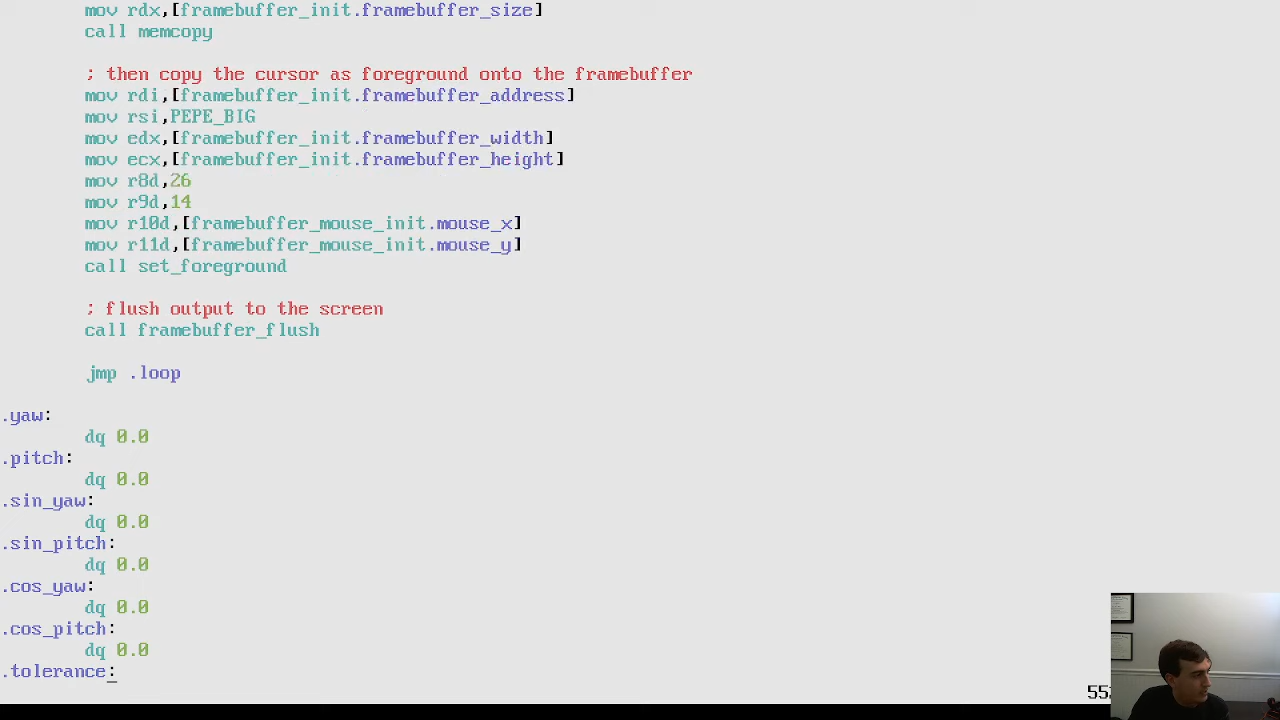 mov rdx,[framebuffer_init.framebuffer_size]
call memcopy
; then copy the cursor as foreground onto the framebuffer
mov rdi,[framebuffer_init.framebuffer_address]
mov rsi,PEPE_BIG
mov edx,[framebuffer_init.framebuffer_width]
mov ecx,[framebuffer_init.framebuffer_height]
mov r8d,26
mov r9d,14
mov r10d,[framebuffer_mouse_init.mouse_x]
mov r11d,[framebuffer_mouse_init.mouse_y]
call set_foreground
; flush output to the screen
call framebuffer_flush
jmp .loop
.yaw:
dq 0.0
.pitch:
dq 0.0
.sin_yaw:
dq 0.0
.sin_pitch:
dq 0.0
.cos_yaw:
dq 0.0
.cos_pitch:
dq 0.0
.tolerance: